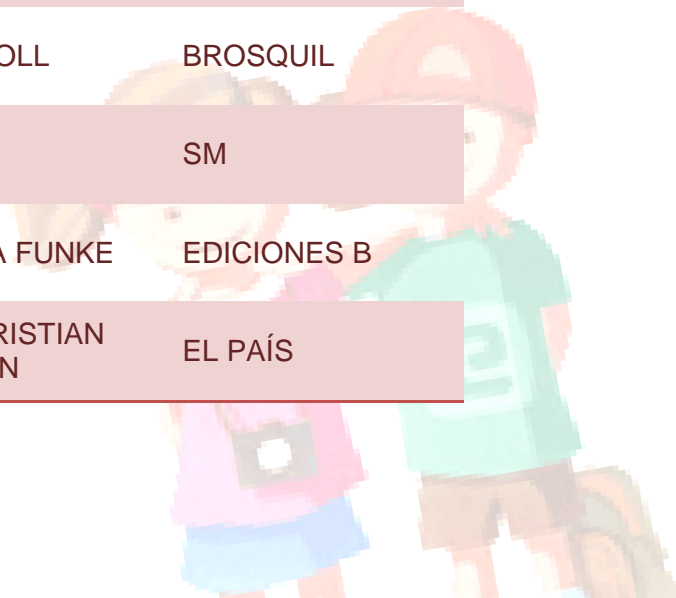 OLL BROSQUIL
SM
A FUNKE EDICIONES B
RISTIAN
N EL PAÍS